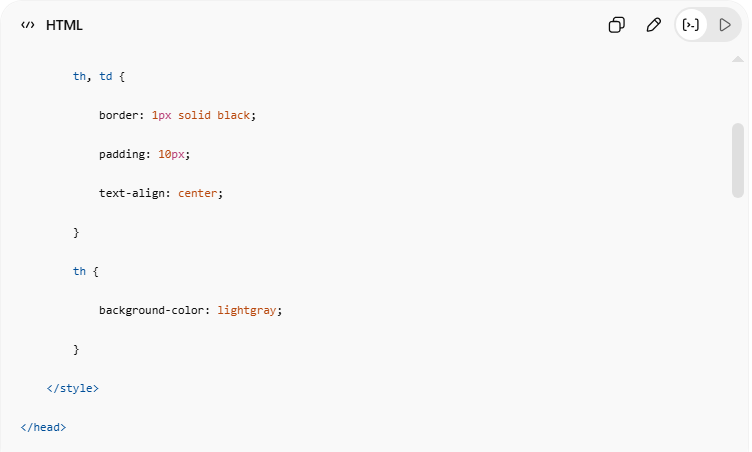 HTML
th, td {
border: 1px solid black;
padding: 10px;
text-align: center;
}
th {
background-color: lightgray;
}
</style>
</head>